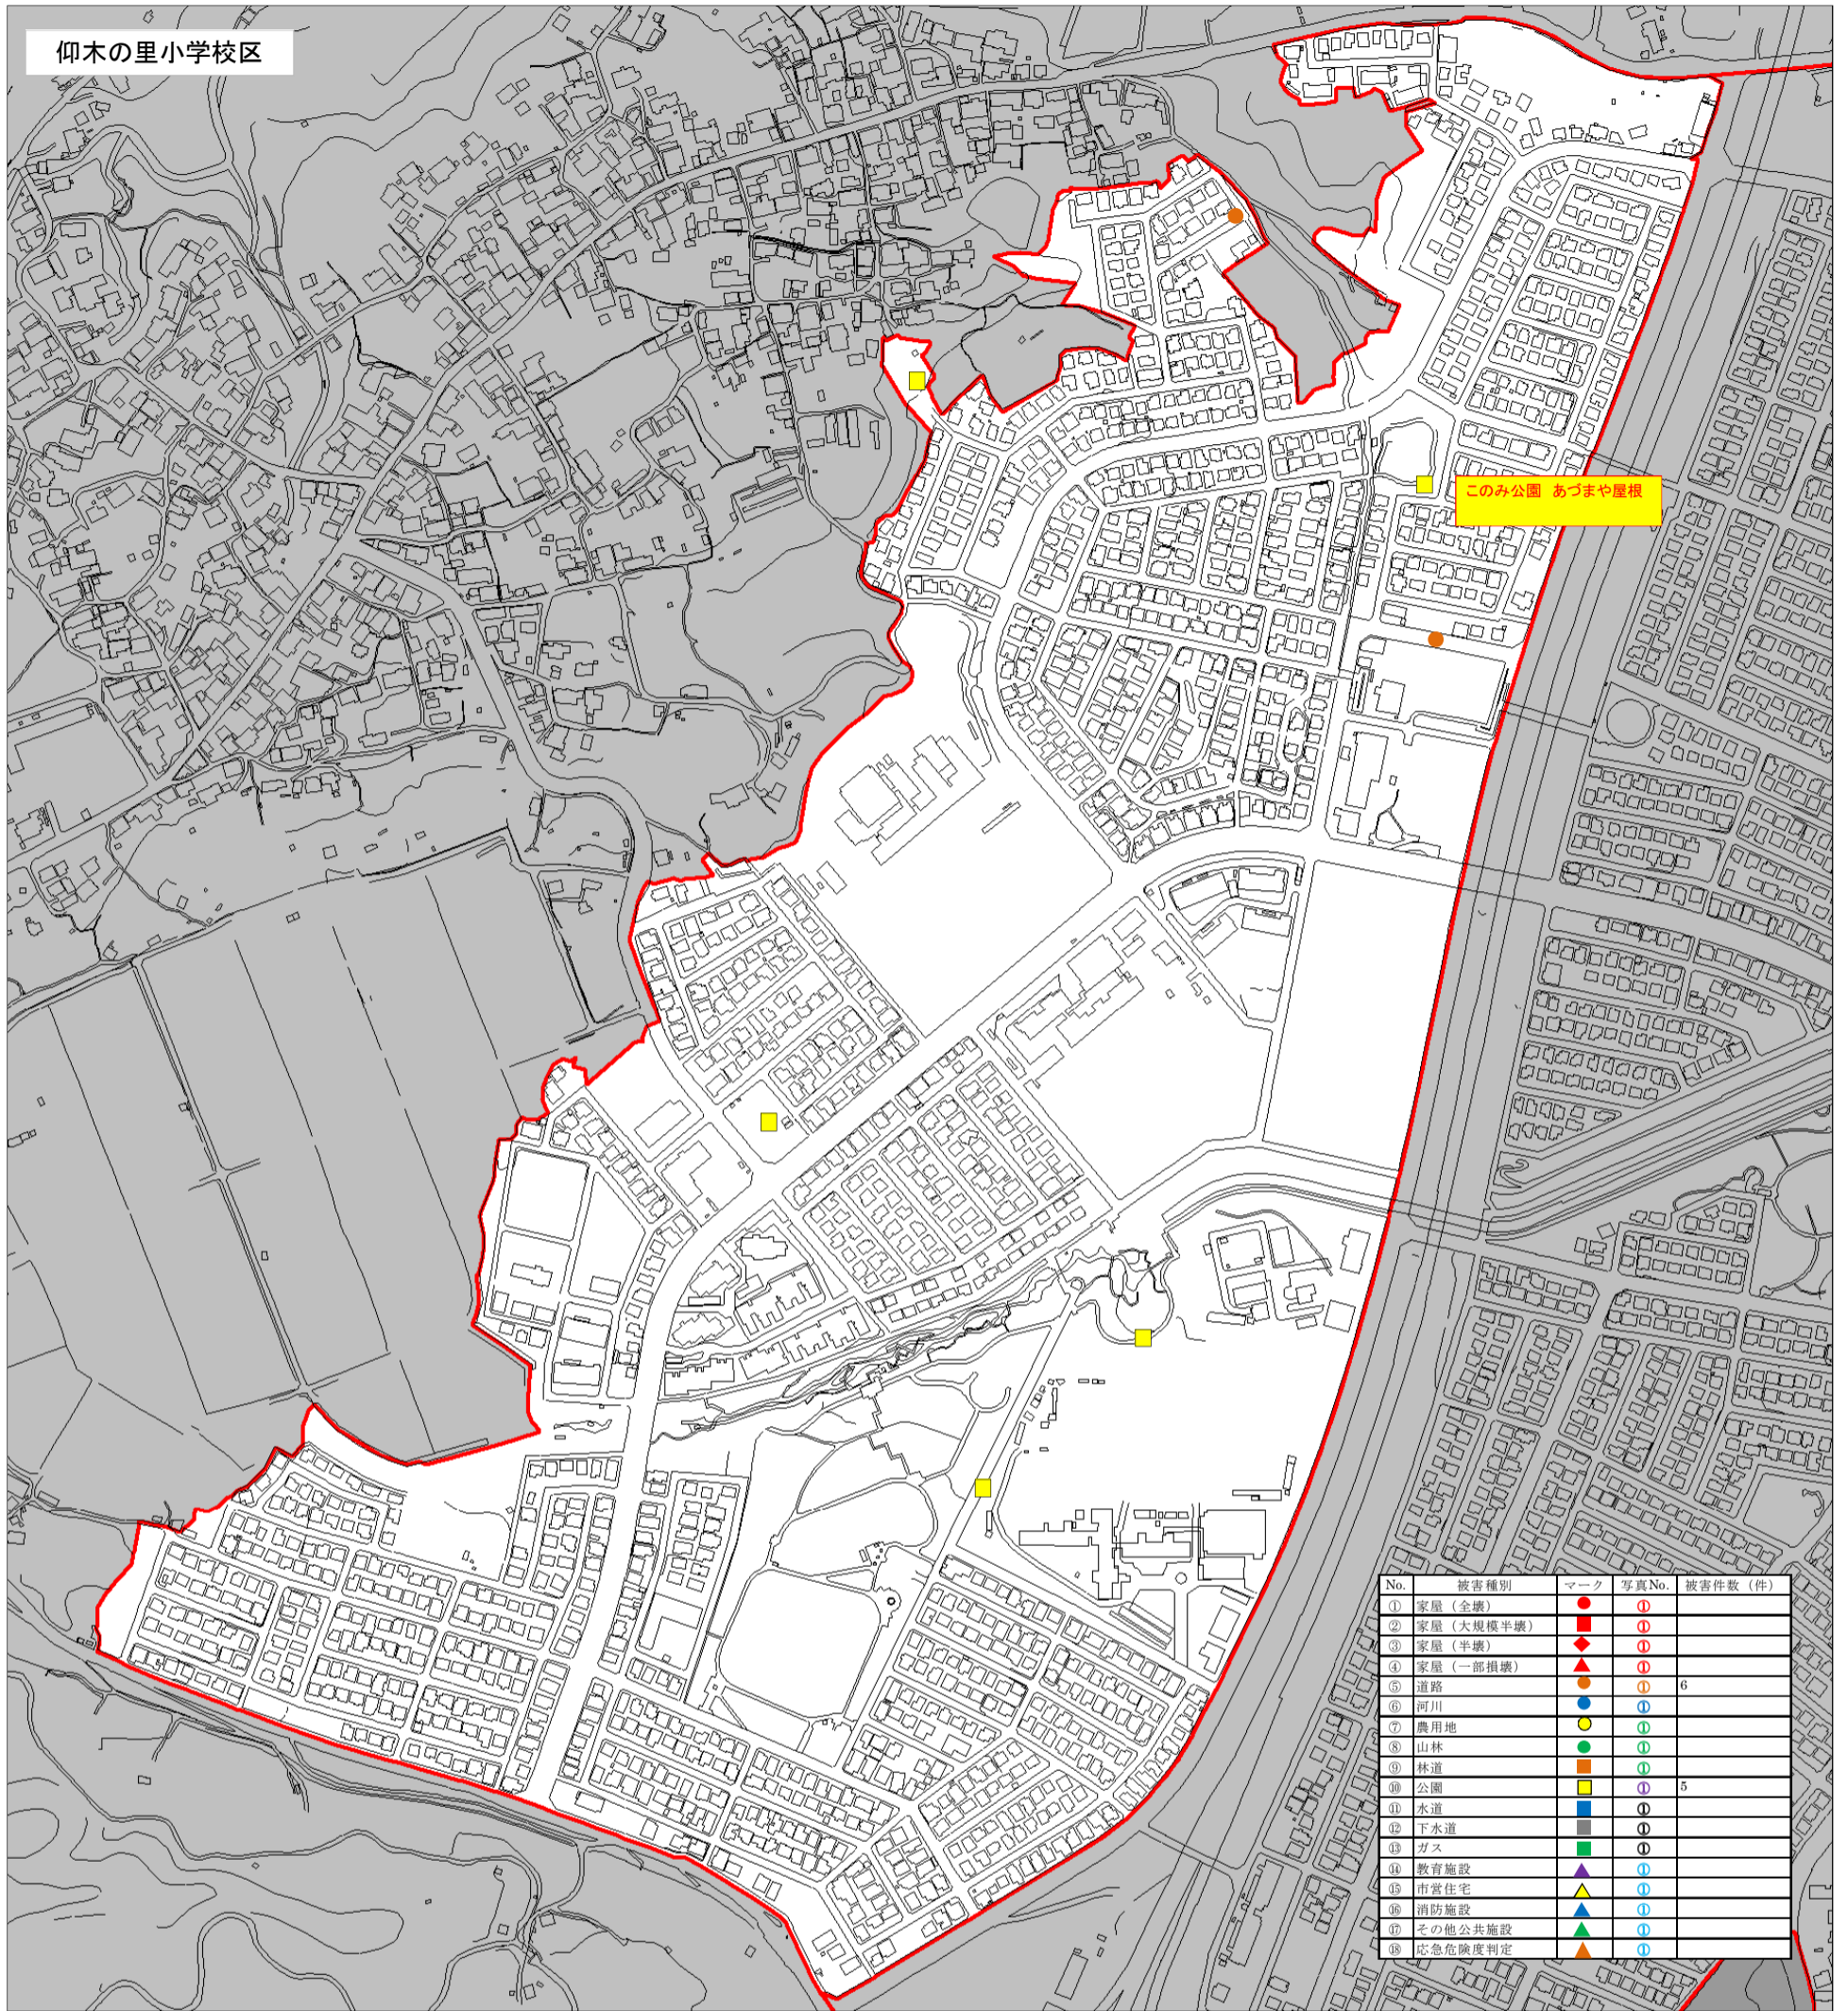 仰木の里小学校区
このみ公園 あづまや屋根
No. 被害種別 マーク 写真No. 被害件数（件）
① 家屋（全壊） ①
② 家屋（大規模半壊） ①
③ 家屋（半壊） ①
④ 家屋（一部損壊） ①
⑤ 道路 ① 6
⑥ 河川 ①
⑦ 農用地 ①
⑧ 山林 ①
⑨ 林道 ①
⑩ 公園 ① 5
⑪ 水道 ①
⑫ 下水道 ①
⑬ ガス ①
⑭ 教育施設 ①
⑮ 市営住宅 ①
⑯ 消防施設 ①
⑰ その他公共施設 ①
⑱ 応急危険度判定 ①